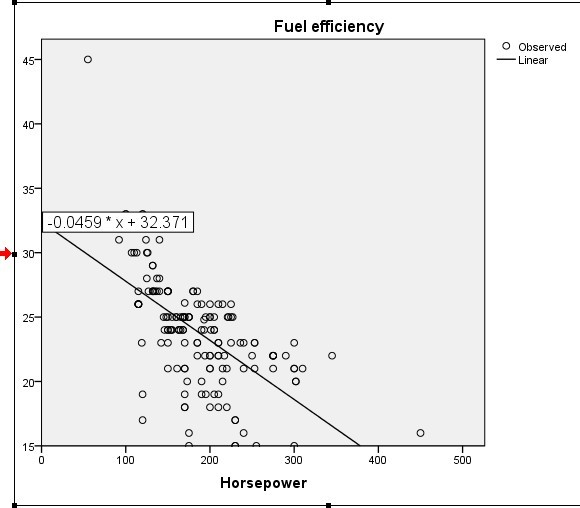 Fuel efficiency
Observed
Linear
45
40
35
-0.0459 * x + 32.371
30
25
20
15
0 100 200 300 400 500
Horsepower